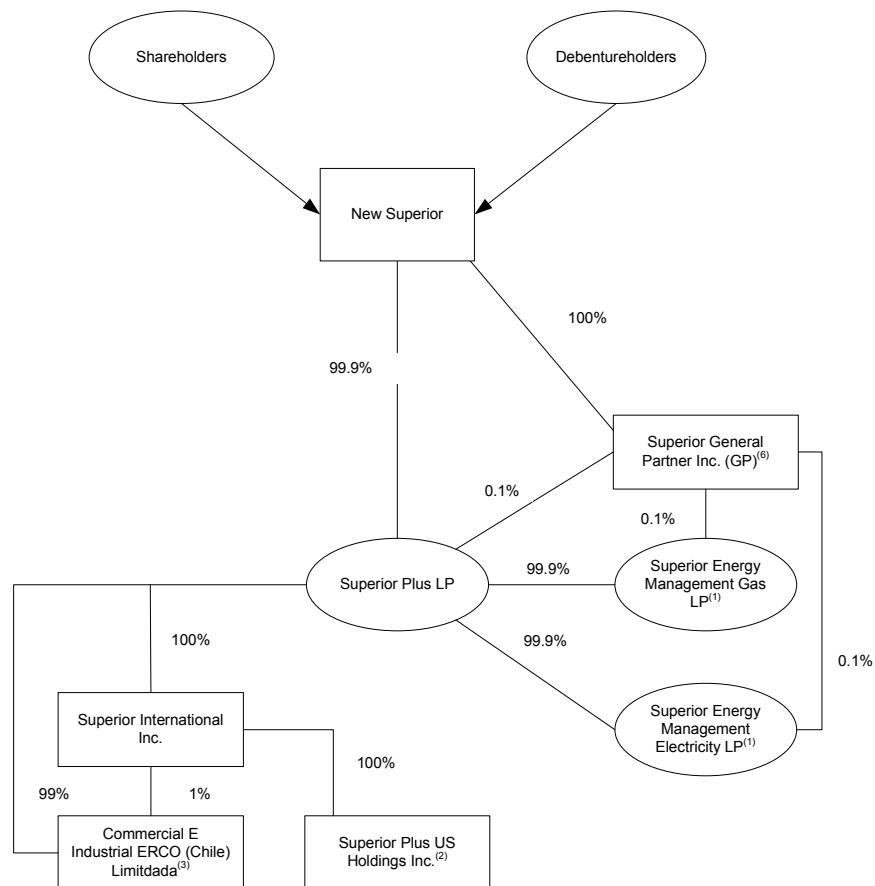 Shareholders
Debentureholders
New Superior
100%
99.9%
Superior General
Partner Inc. (GP)(6)
0.1%
0.1%
Superior Plus LP
99.9%
Superior Energy
Management Gas
LP(1)
100%
99.9%
0.1%
Superior International
Inc.
Superior Energy
Management
Electricity LP(1)
99%
1%
100%
Commercial E
Industrial ERCO (Chile)
Limitdada(3)
Superior Plus US
Holdings Inc.(2)